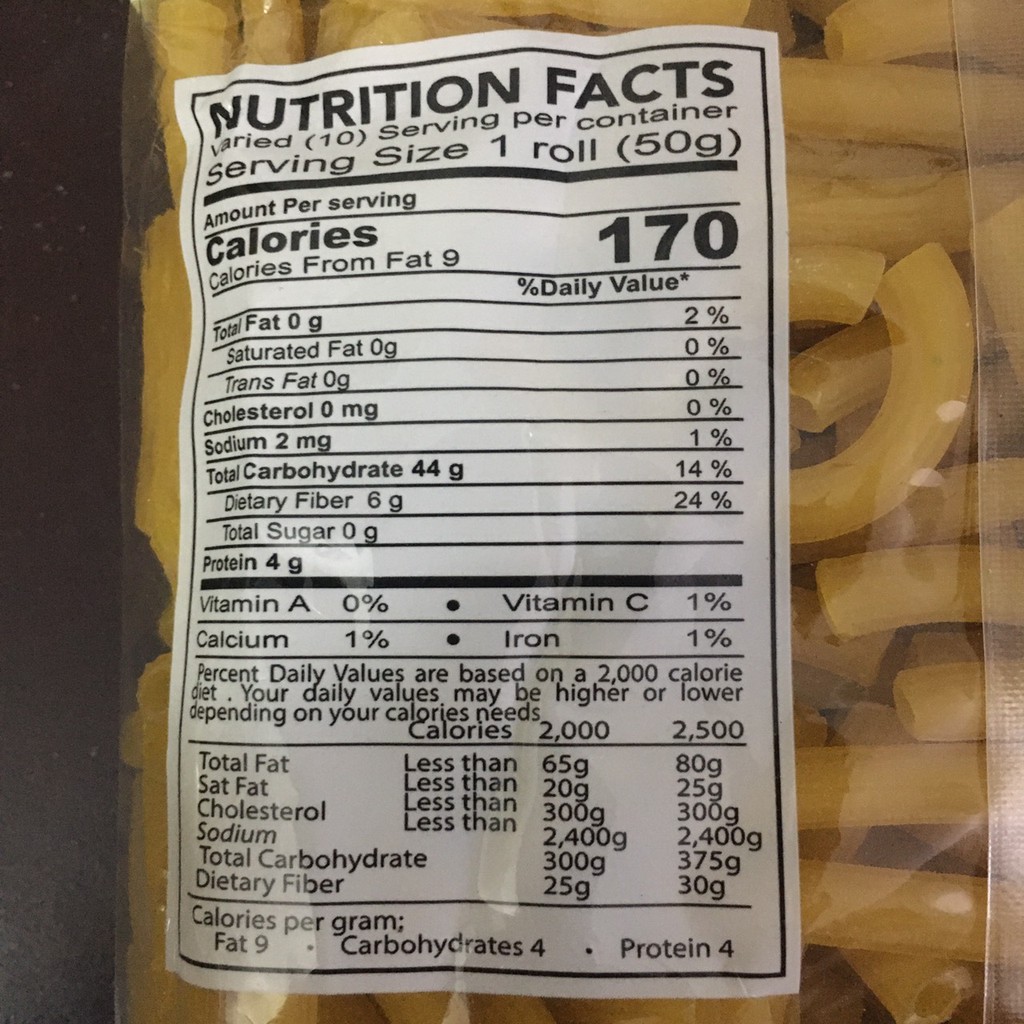 NUTRITION FACTS
Varied (10) Serving per container
Serving Size 1 roll (50g)
Amount Per serving
Calories 170
Calories From Fat 9
%Daily Value*
Total Fat 0 g 2 %
Saturated Fat 0g 0 %
Trans Fat 0g 0 %
Cholesterol 0 mg 0 %
Sodium 2 mg 1 %
Total Carbohydrate 44 g 14 %
Dietary Fiber 6 g 24 %
Total Sugar 0 g
Protein 4 g
Vitamin A 0% • Vitamin C 1%
Calcium 1% • Iron 1%
Percent Daily Values are based on a 2,000 calorie
diet . Your daily values may be higher or lower
depending on your calories needs
Calories 2,000 2,500
Total Fat Less than 65g 80g
Sat Fat Less than 20g 25g
Cholesterol Less than 300g 300g
Sodium Less than 2,400g 2,400g
Total Carbohydrate 300g 375g
Dietary Fiber 25g 30g
Calories per gram;
Fat 9 • Carbohydrates 4 • Protein 4